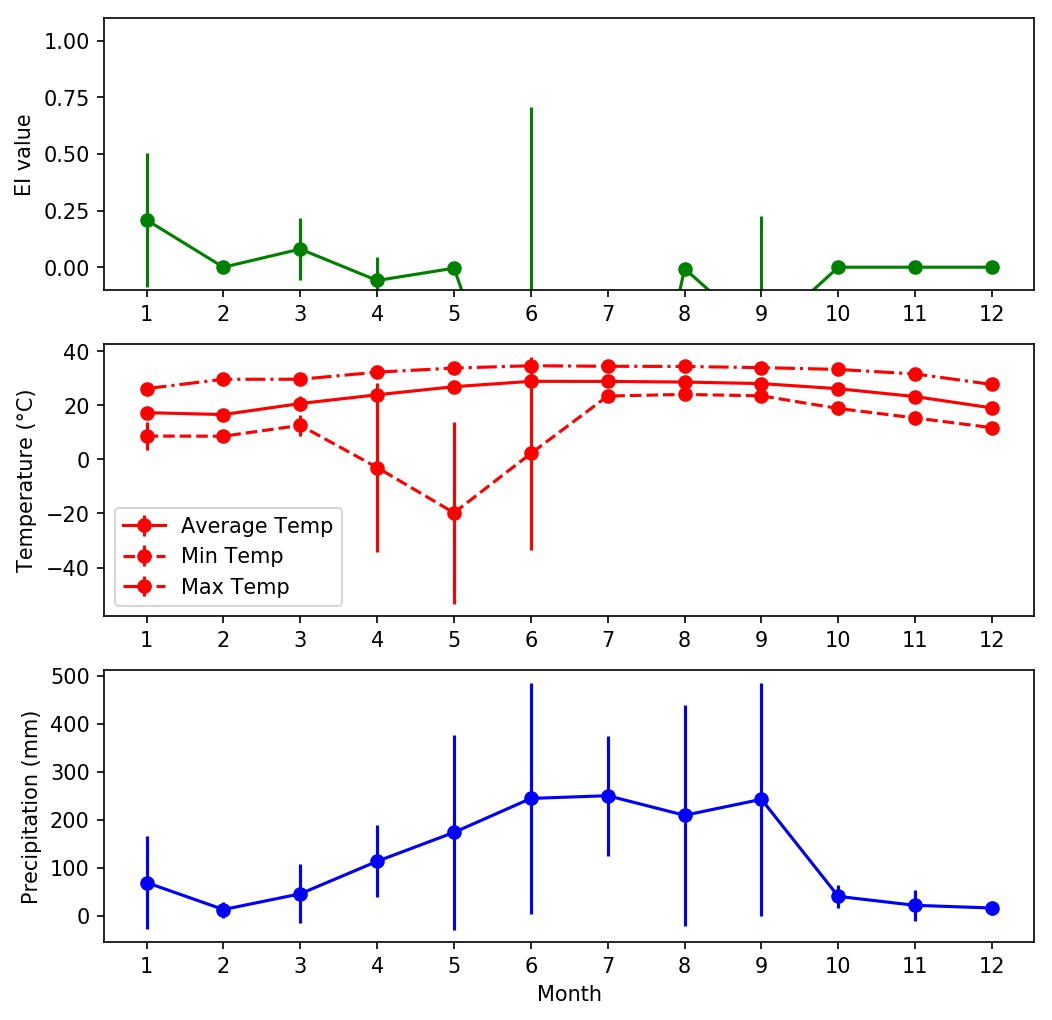 EI value
1.00
0.75
0.50
0.25
0.00
1 2 3 4 5 6 7 8 9 10 11 12
Temperature (°C)
40
20
0
−20
−40
Average Temp
Min Temp
Max Temp
1 2 3 4 5 6 7 8 9 10 11 12
Precipitation (mm)
500
400
300
200
100
0
1 2 3 4 5 6 7 8 9 10 11 12
Month